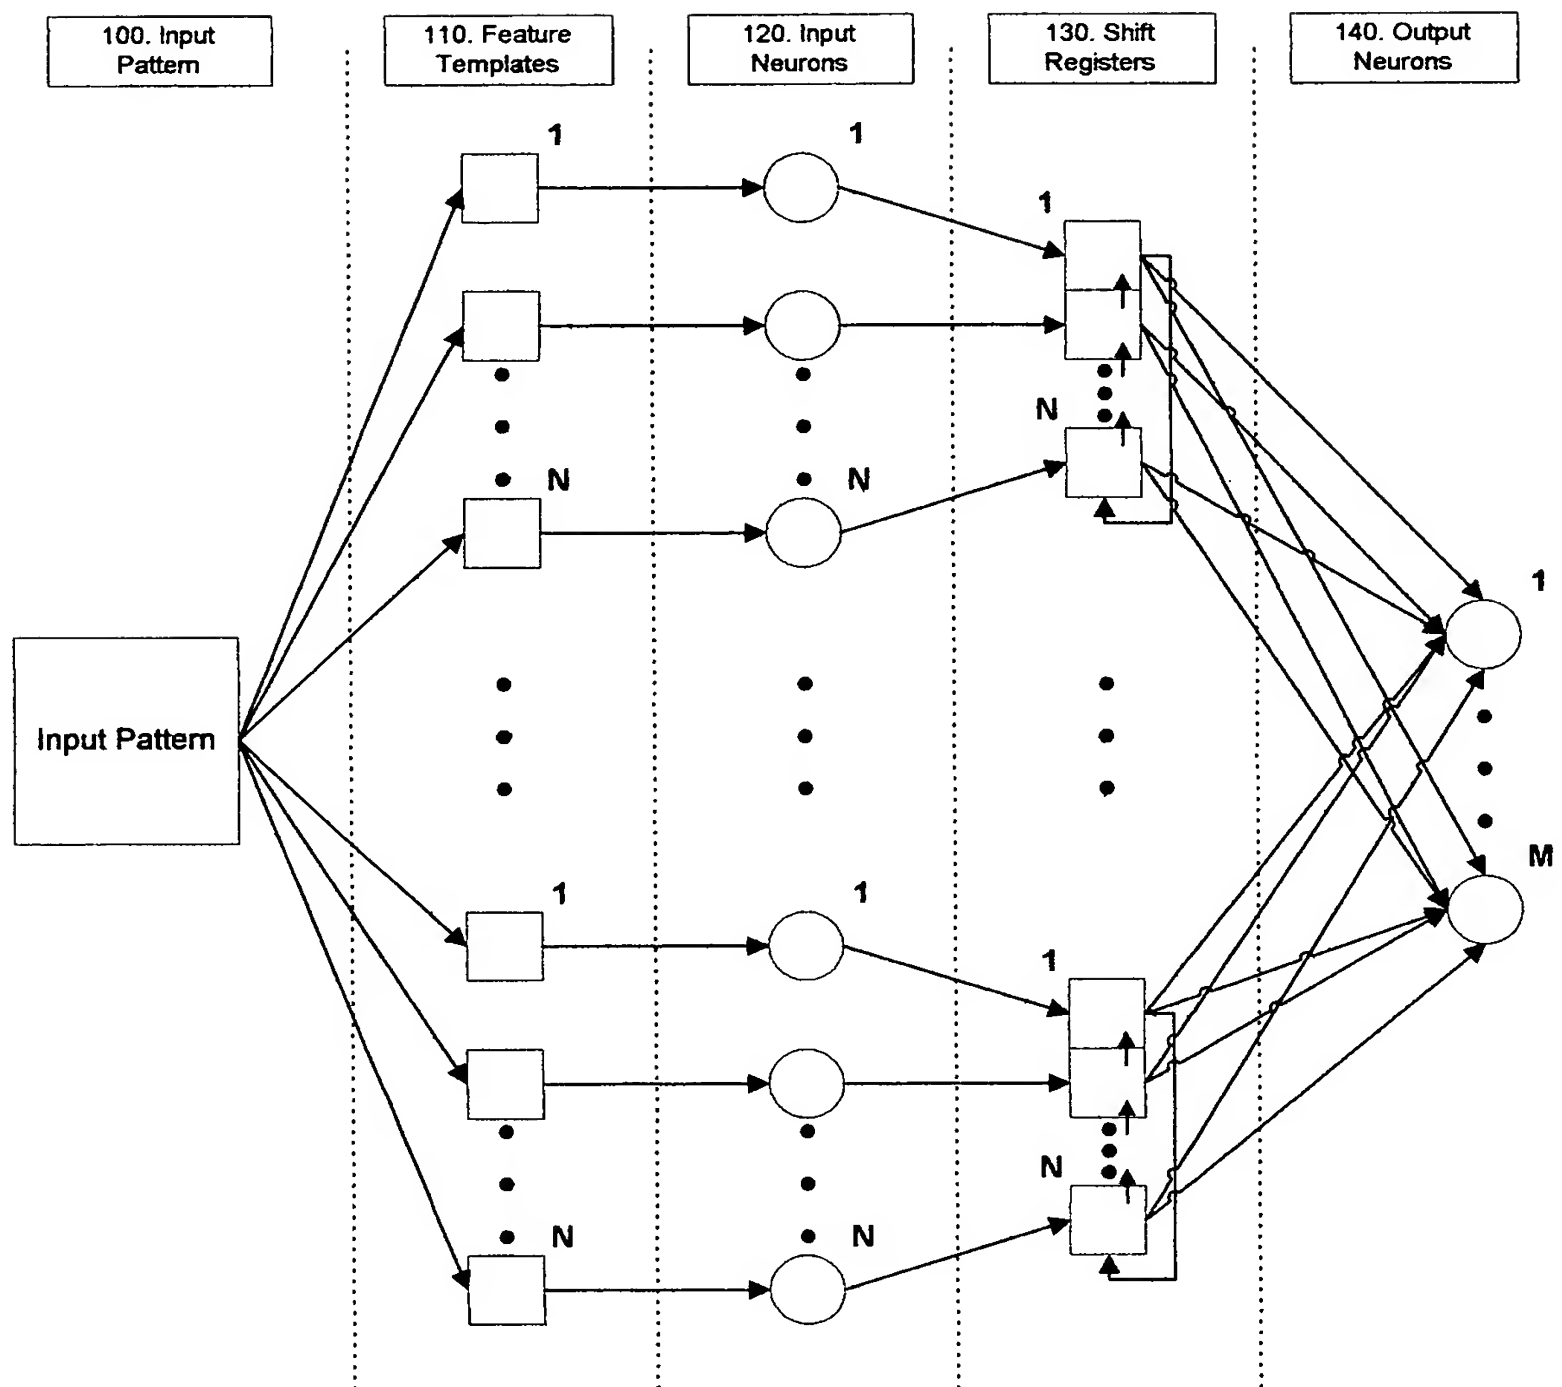 100. Input
Pattern
110. Feature
Templates
120. Input
Neurons
130. Shift
Registers
140. Output
Neurons
1
1
1
N
N
N
1
Input Pattern
M
1
1
1
N
N
N